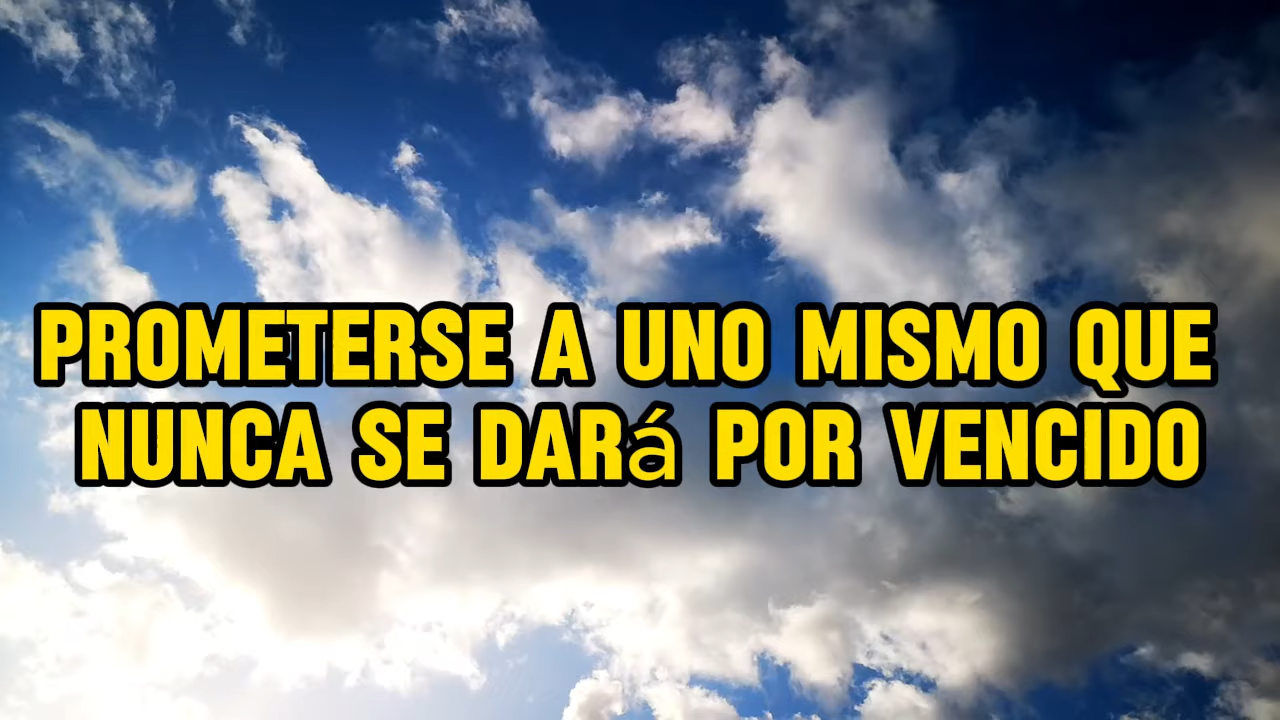 PROMETERSE A UNO MISMO QUE
NUNCA SE DARá POR VENCIDO